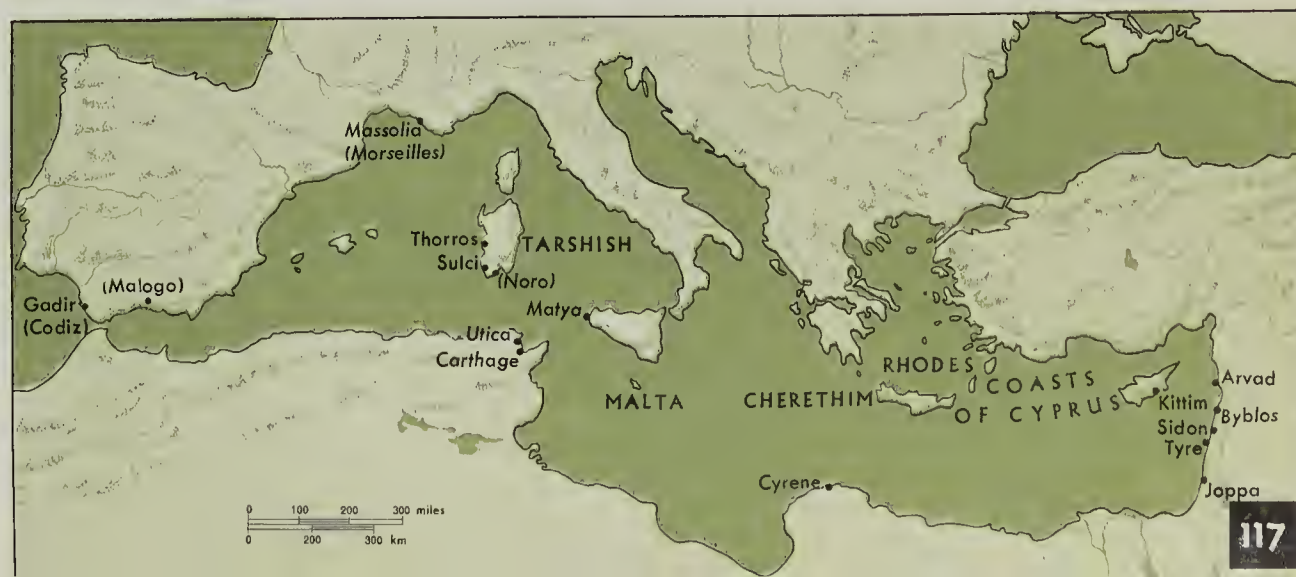 Massolia
(Morseilles)
Thorros
TARSHISH
Sulci
(Noro)
(Malogo)
Gadir
(Codiz)
Matya
Utica
Carthage
RHODES
COASTS
OF CYPRUS
MALTA
CHERETHIM
Arvad
Kittim
Byblos
Sidon
Tyre
Cyrene
Joppa
0 100 200 300 miles
0 200 300 km
117